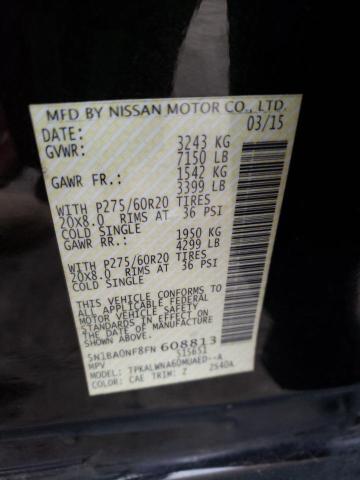 MFD BY NISSAN MOTOR CO., LTD.
DATE: 03/15
GVWR: 3243 KG
7150 LB
GAWR FR.: 1542 KG
3399 LB
WITH P275/60R20 TIRES
20X8.0 RIMS AT 36 PSI
COLD SINGLE
GAWR RR.: 1950 KG
4299 LB
WITH P275/60R20 TIRES
20X8.0 RIMS AT 36 PSI
COLD SINGLE
THIS VEHICLE CONFORMS TO
ALL APPLICABLE FEDERAL
MOTOR VEHICLE SAFETY
STANDARDS IN EFFECT ON
THE DATE OF MANUFACTURE
5N1BA0NF8FN 608813
MPV 515651
MODEL: TPKALWNA60MUAED--A
COLOR: CAE TRIM: Z 2S40A